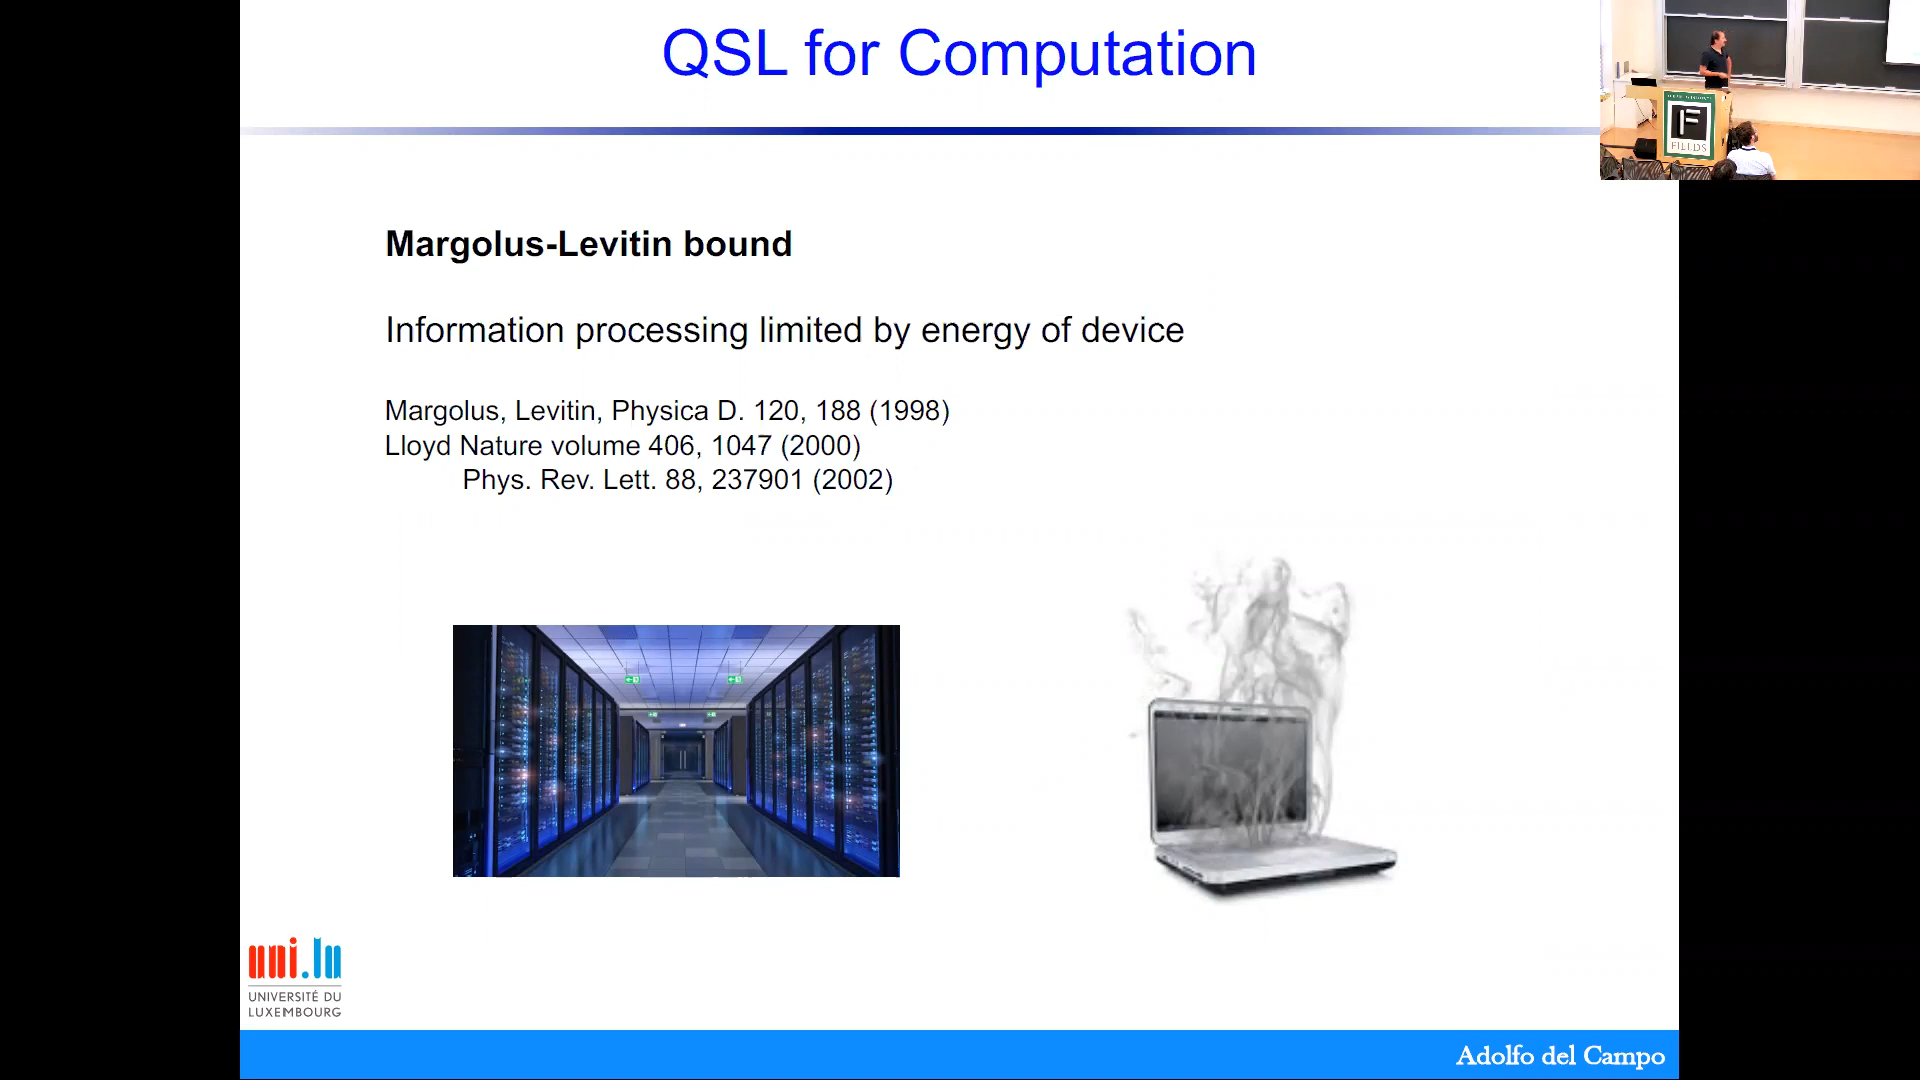 QSL for Computation
Margolus-Levitin bound
Information processing limited by energy of device
Margolus, Levitin, Physica D. 120, 188 (1998)
Lloyd Nature volume 406, 1047 (2000)
Phys. Rev. Lett. 88, 237901 (2002)
F
FIELDS
uni.lu
UNIVERSITÉ DU
LUXEMBOURG
Adolfo del Campo